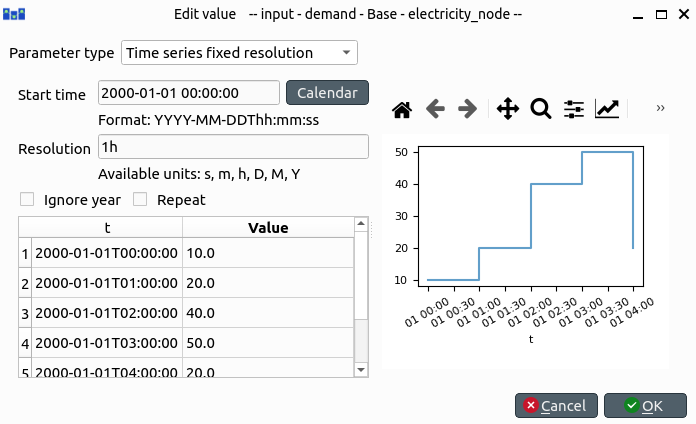 Edit value -- input - demand - Base - electricity_node --
Parameter type Time series fixed resolution
Start time 2000-01-01 00:00:00 Calendar
Format: YYYY-MM-DDThh:mm:ss
Resolution 1h
Available units: s, m, h, D, M, Y
Ignore year Repeat
t Value
1 2000-01-01T00:00:00 10.0
2 2000-01-01T01:00:00 20.0
3 2000-01-01T02:00:00 40.0
4 2000-01-01T03:00:00 50.0
5 2000-01-01T04:00:00 20.0
»
50
40
30
20
10
01 00:00
01 00:30
01 01:00
01 01:30
01 02:00
01 02:30
01 03:00
01 03:30
01 04:00
t
Cancel OK